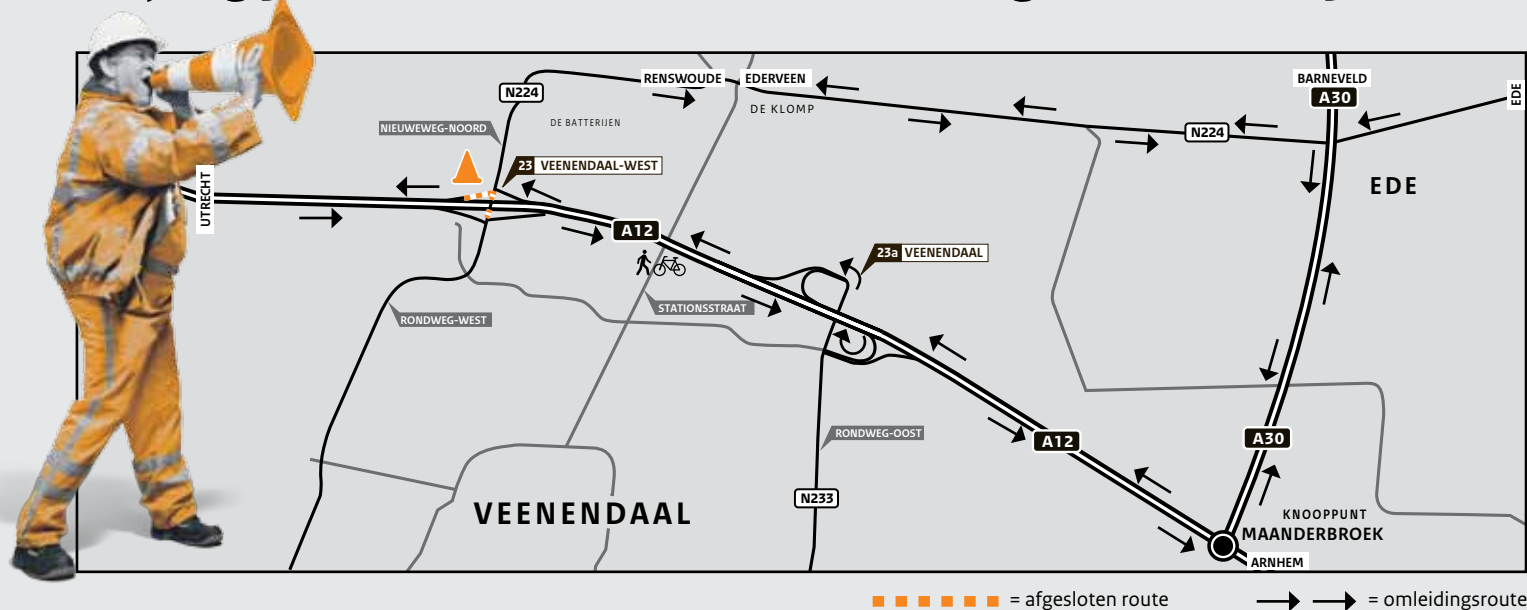 RENSWOUDE
EDERVEEN
BARNEVELD
A30
N224
EDE
DE KLOMP
NIEUWEWEG-NOORD
DE BATTERIJEN
N224
23 VEENENDAAL-WEST
UTRECHT
EDE
A12
23a VEENENDAAL
STATIONSSTRAAT
RONDWEG-WEST
RONDWEG-OOST
A12
A30
N233
VEENENDAAL
KNOOPPUNT
MAANDERBROEK
ARNHEM
= afgesloten route
= omleidingsroute